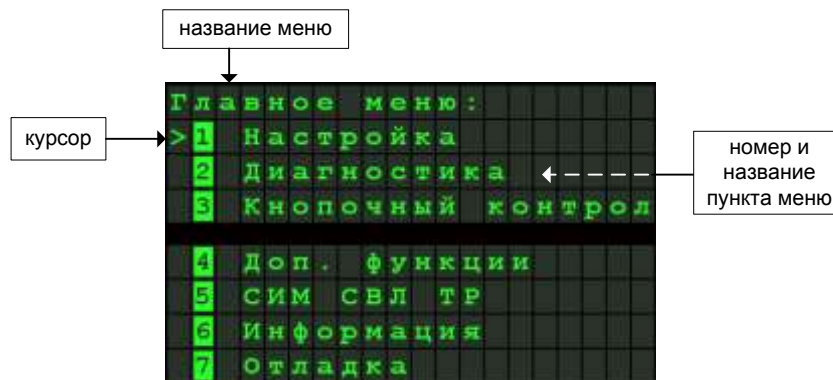 название меню
Главное меню:
курсор
>1 Настройка
2 Диагностика
3 Кнопочный контрол
номер и
название
пункта меню
4 Доп. функции
5 СИМ СВЛ ТР
6 Информация
7 Отладка